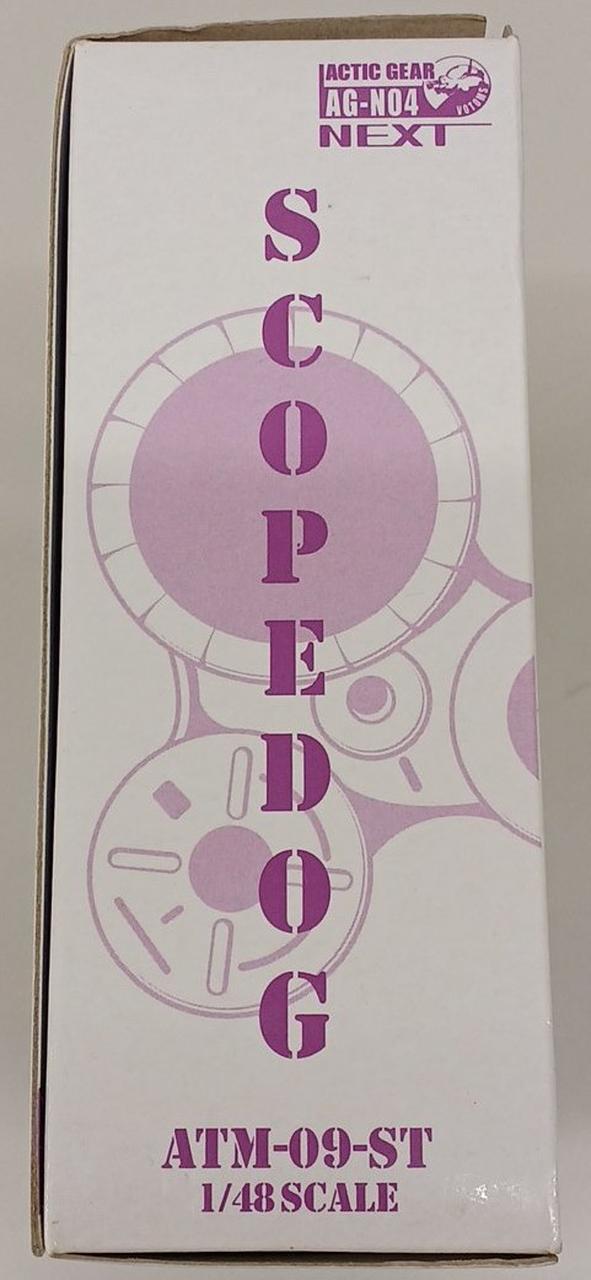 ACTIC GEAR
AG-N04
VOTOMS
NEXT
SCOPEDOG
ATM-09-ST
1/48 SCALE